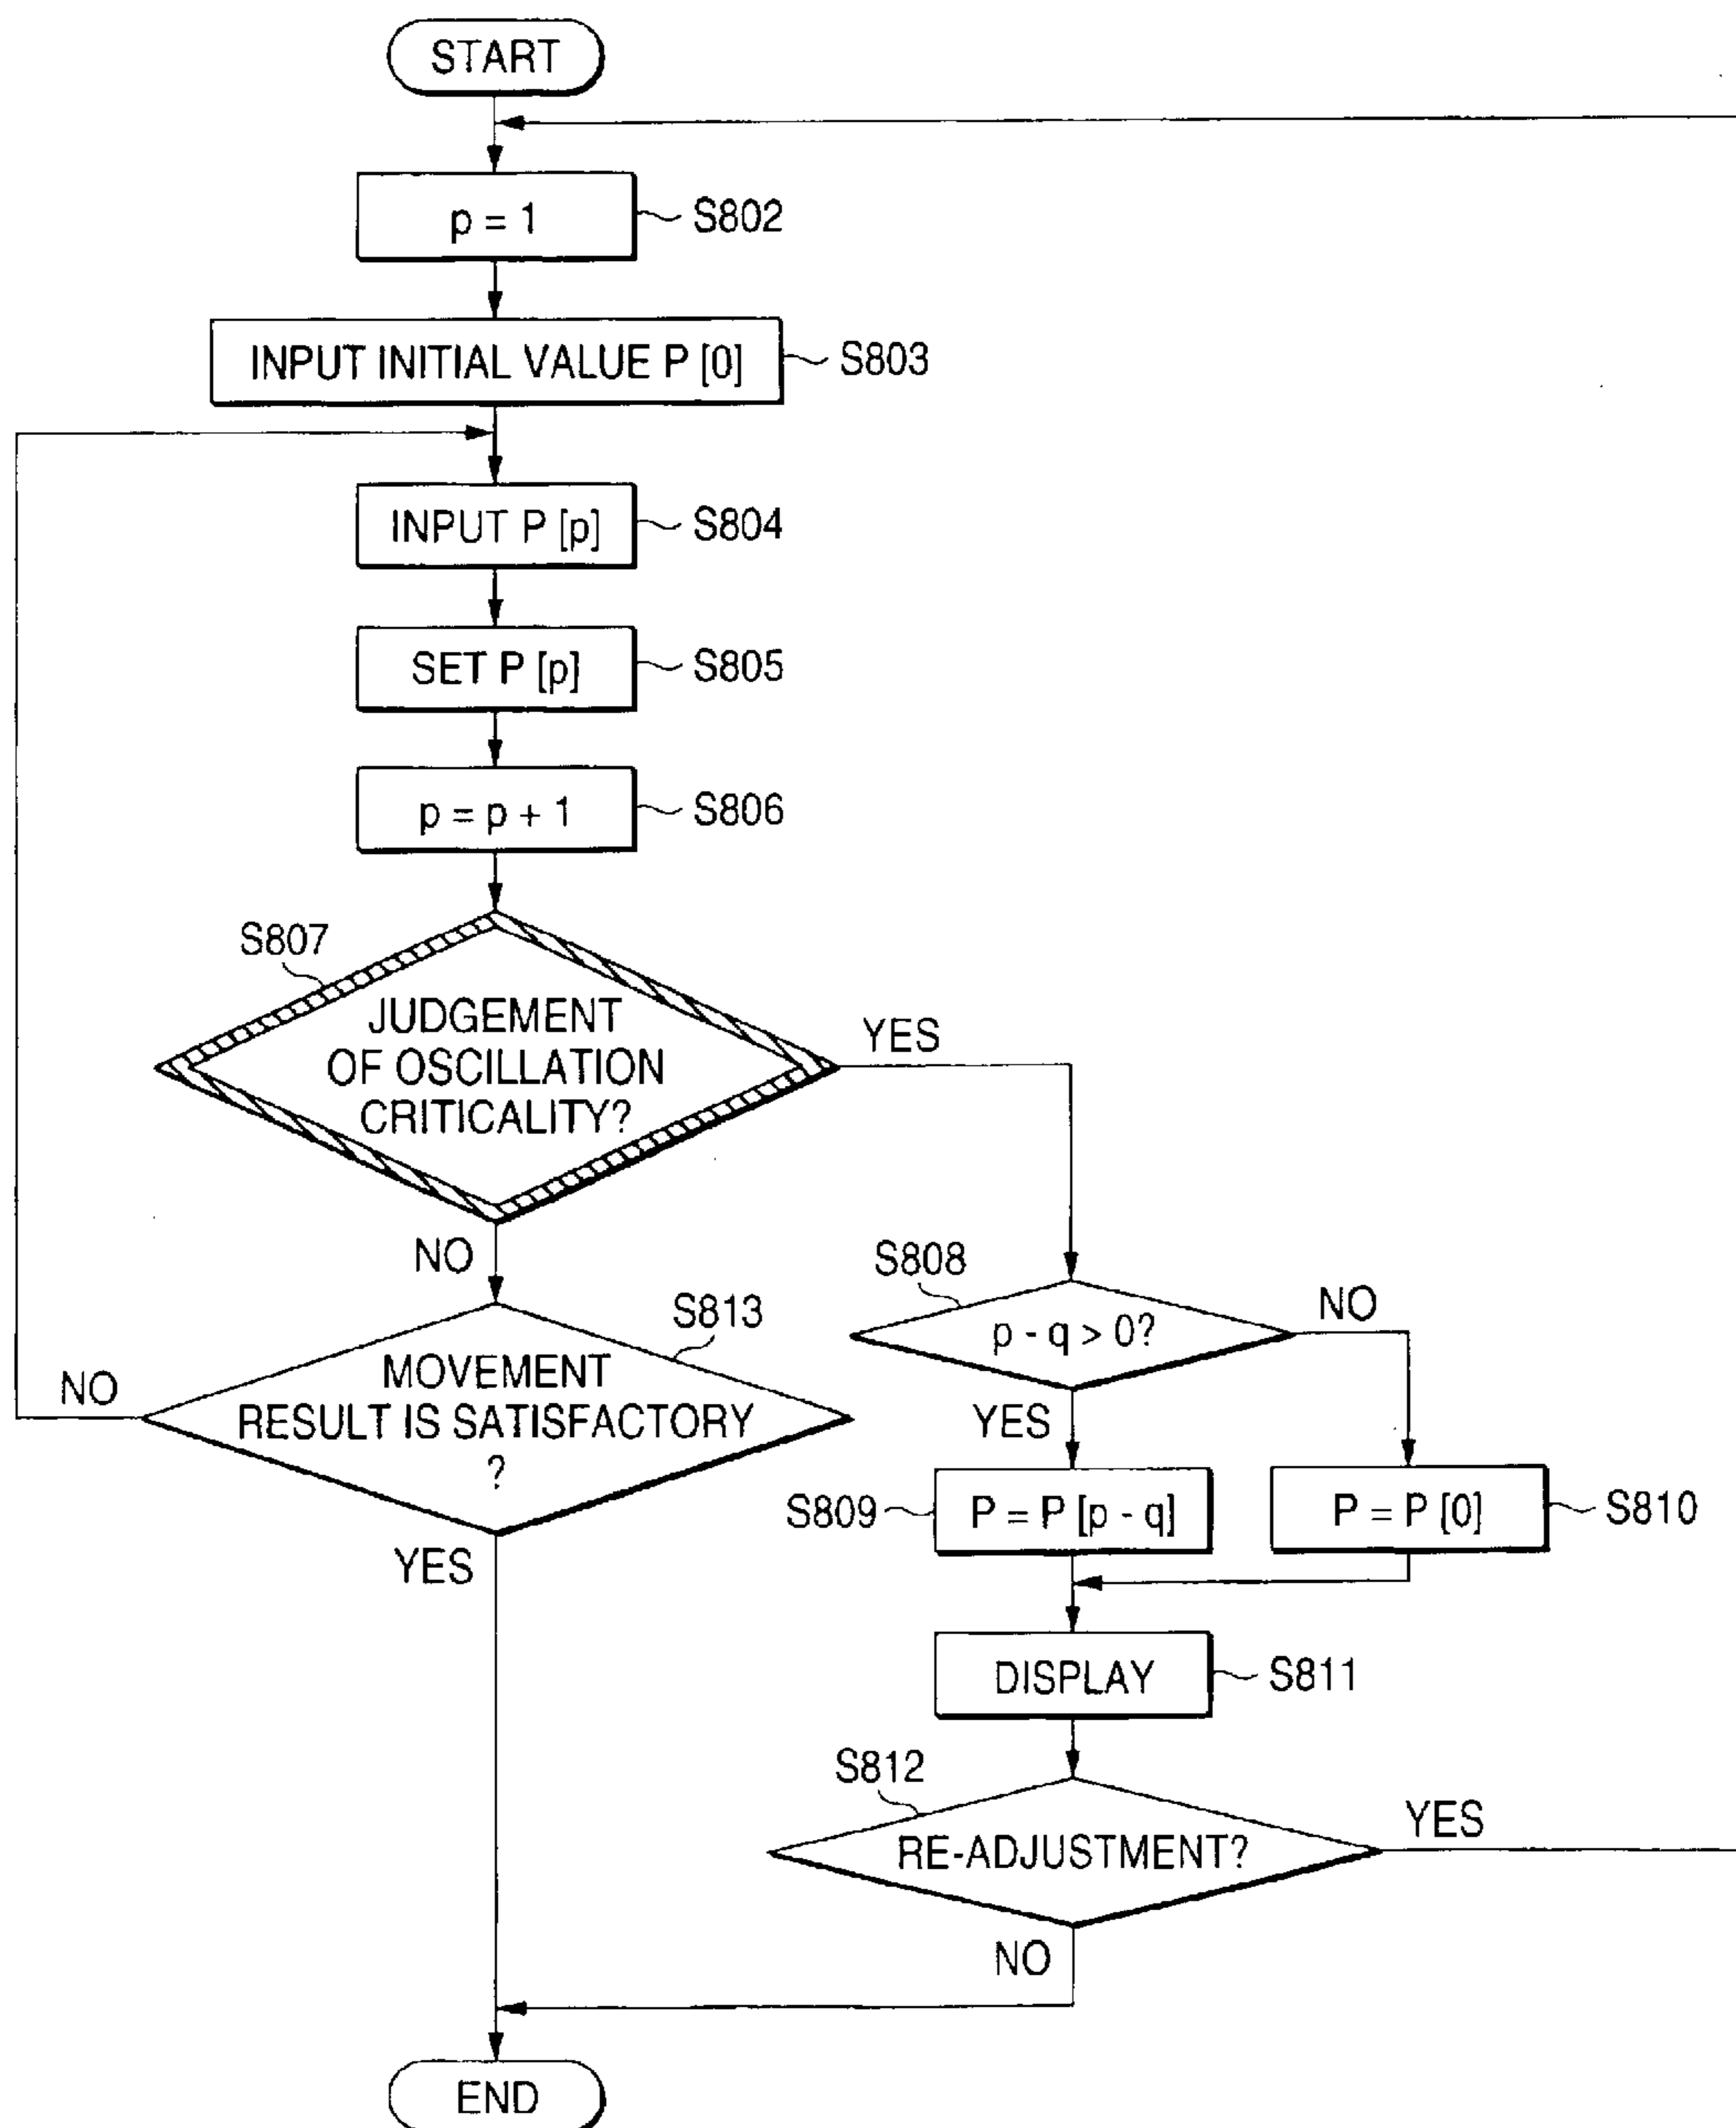 START
p = 1
S802
INPUT INITIAL VALUE P [0]
S803
INPUT P [p]
S804
SET P [p]
S805
p = p + 1
S806
S807
JUDGEMENT
OF OSCILLATION
CRITICALITY?
YES
NO
S808
p - q > 0?
NO
YES
S813
MOVEMENT
RESULT IS SATISFACTORY
?
NO
YES
S809
P = P [p - q]
P = P [0]
S810
DISPLAY
S811
S812
RE-ADJUSTMENT?
YES
NO
END